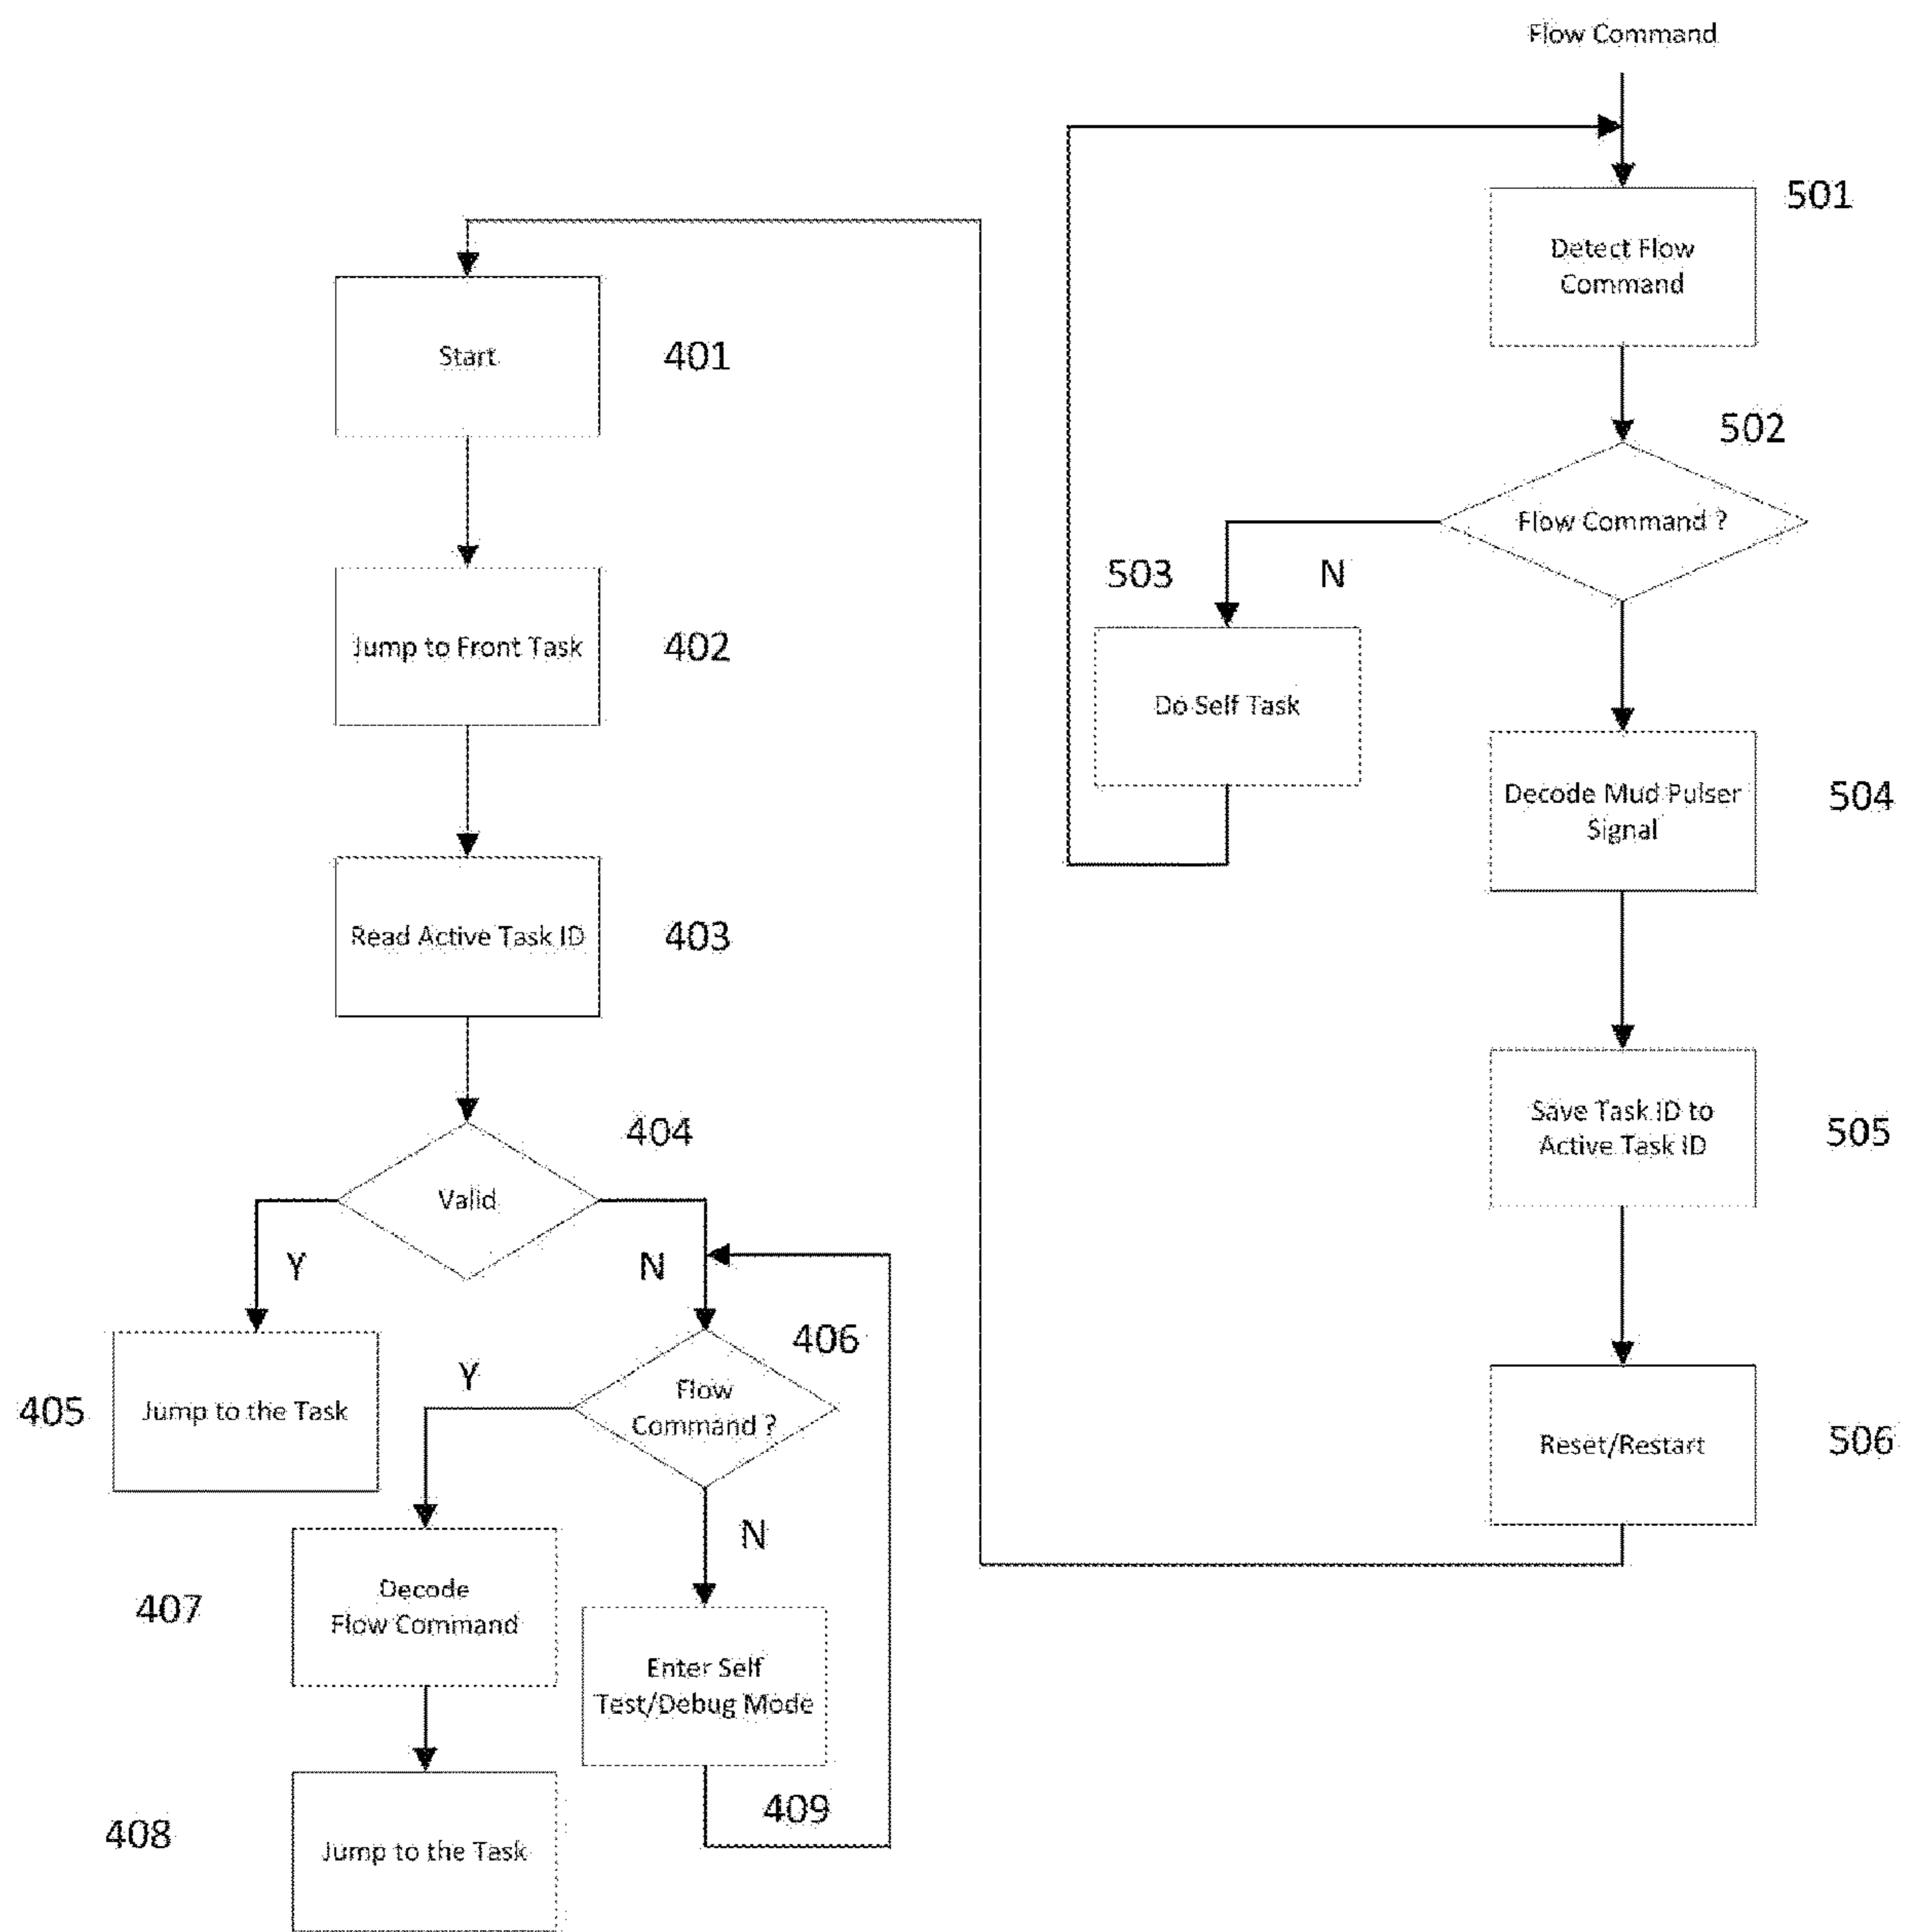 Flow Command
501
Detect Flow
Command
502
Flow Command ?
503
N
Do Self Task
504
Decode Mud Pulser
Signal
505
Save Task ID to
Active Task ID
506
Reset/Restart
Start
401
Jump to Front Task
402
Read Active Task ID
403
404
Valid
Y
N
405
Jump to the Task
406
Flow
Command ?
Y
N
407
Decode
Flow Command
Enter Self
Test/Debug Mode
409
408
Jump to the Task